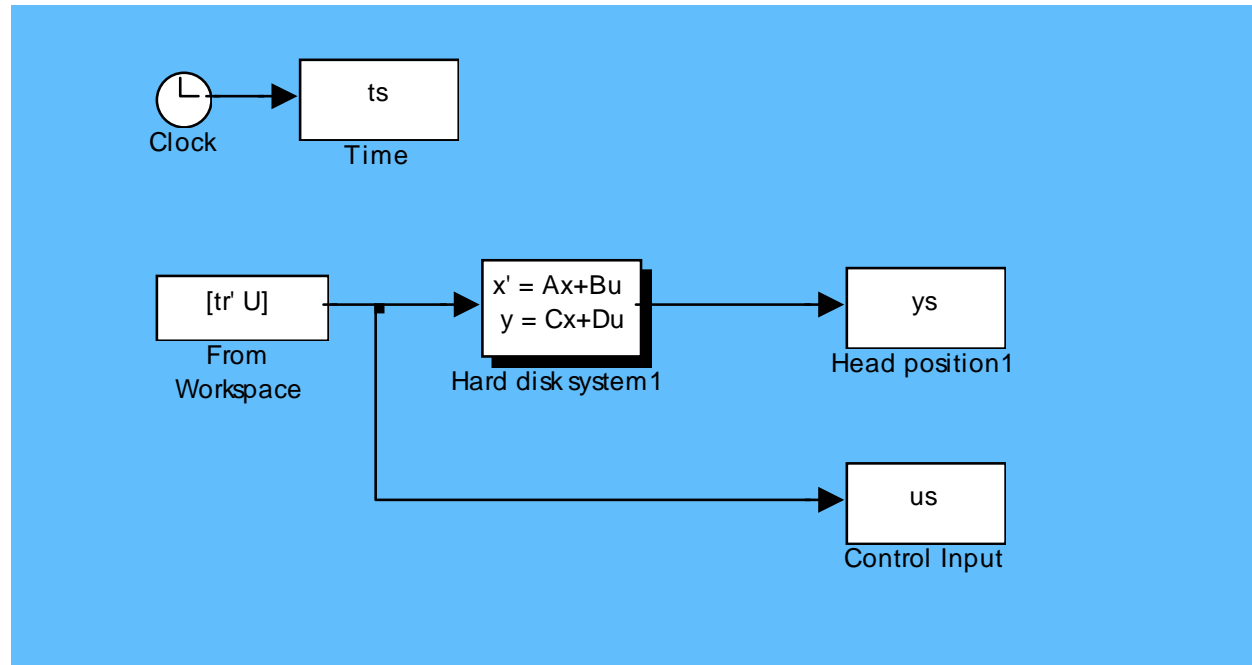 ts
Clock
Time
[tr' U]
From
Workspace
x' = Ax+Bu
y = Cx+Du
Hard disk system1
ys
Head position1
us
Control Input